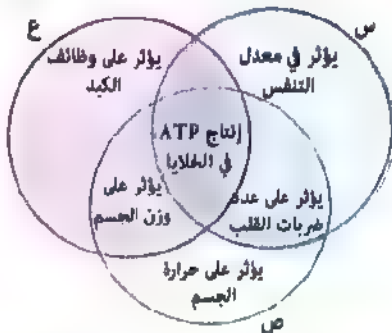 ع
س
يؤثر على وظائف
الكبد
يؤثر في معدل
التنفس
إنتاج ATP
في الخلايا
يؤثر على
وزن الجسم
يؤثر على عدد
ضربات القلب
يؤثر على حرارة
الجسم
ص